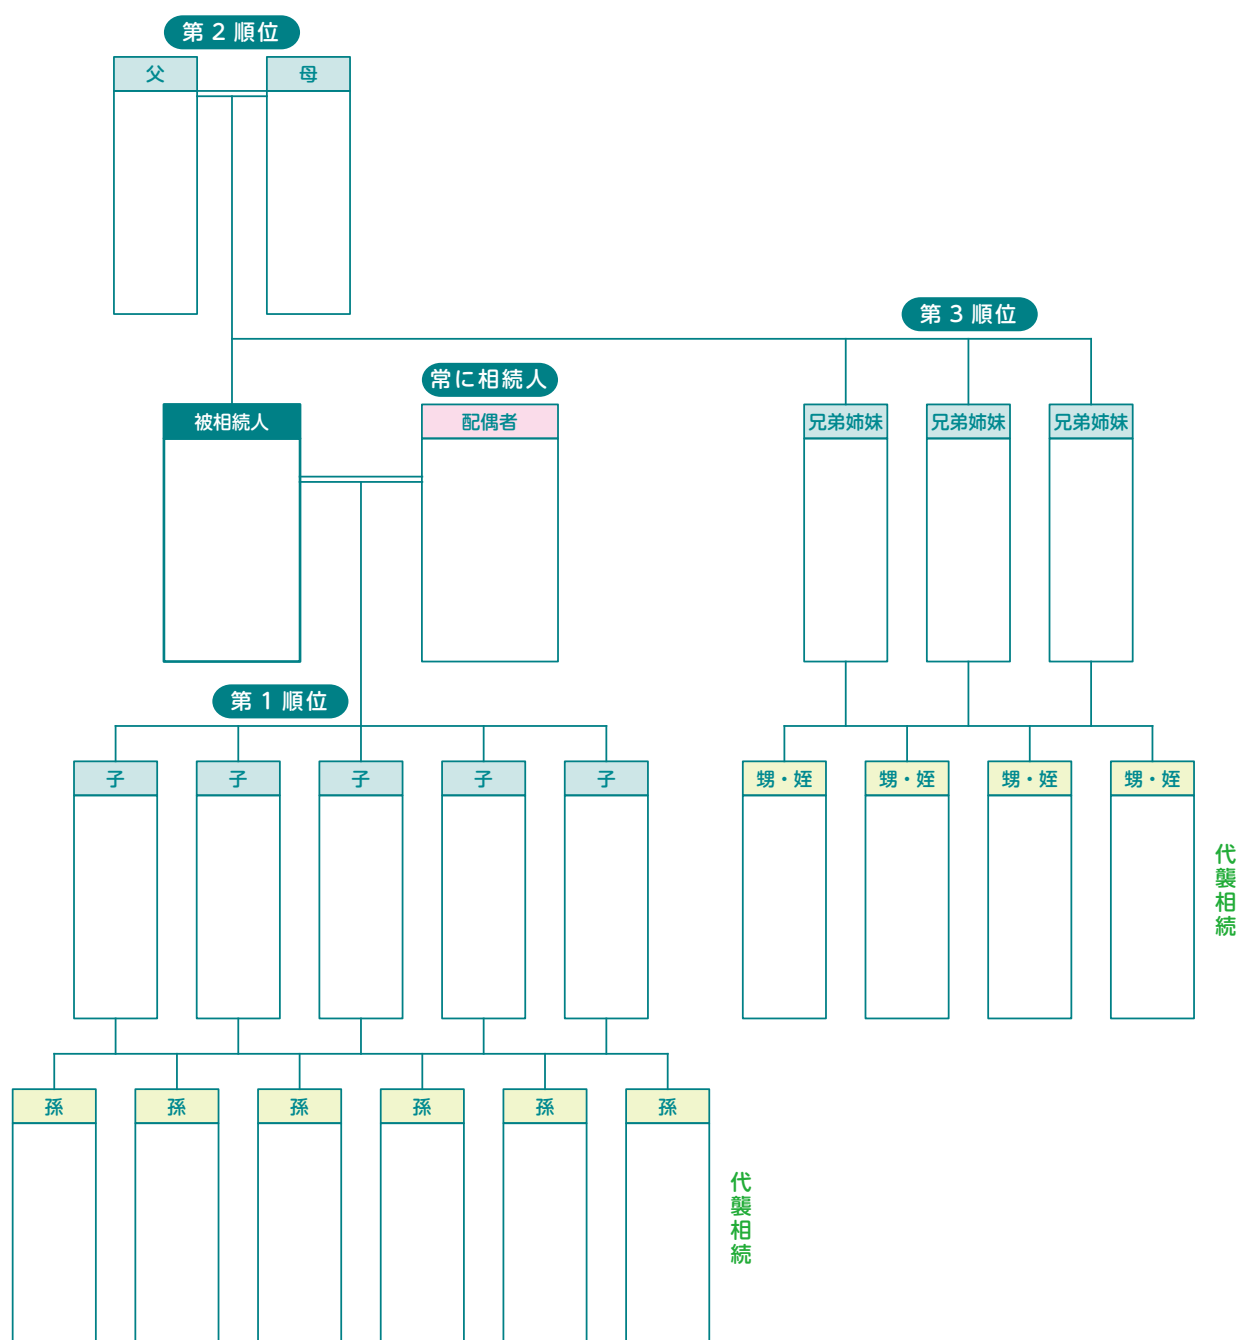 第2順位
父
母
第3順位
常に相続人
被相続人
配偶者
兄弟姉妹
兄弟姉妹
兄弟姉妹
第1順位
子
子
子
子
子
甥・姪
甥・姪
甥・姪
甥・姪
代襲相続
孫
孫
孫
孫
孫
孫
代襲相続